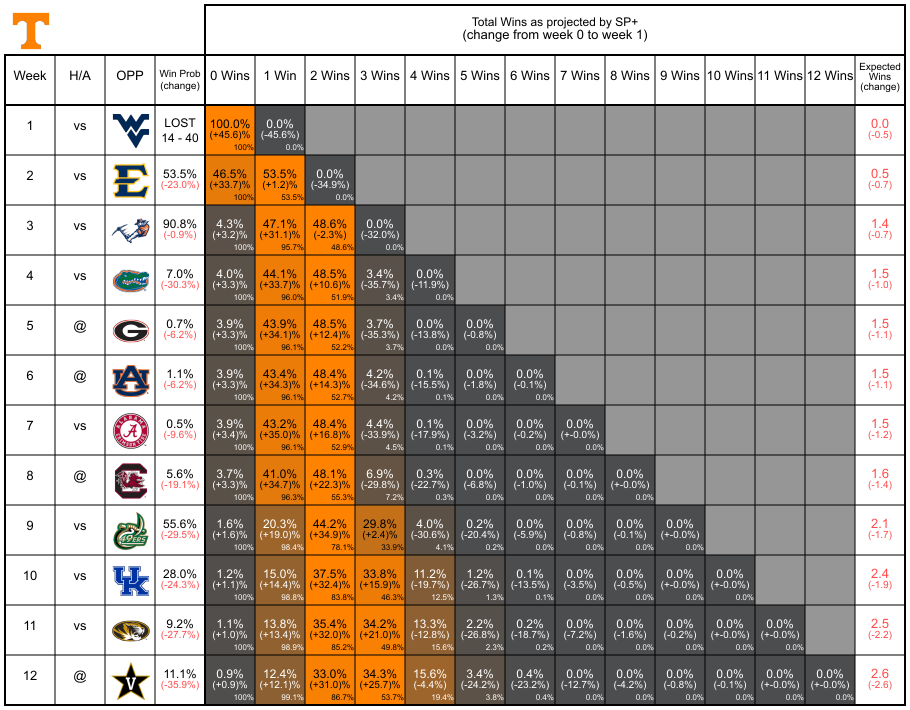 T
Total Wins as projected by SP+
(change from week 0 to week 1)
Week H/A OPP Win Prob (change) 0 Wins 1 Win 2 Wins 3 Wins 4 Wins 5 Wins 6 Wins 7 Wins 8 Wins 9 Wins 10 Wins 11 Wins 12 Wins Expected Wins (change)
1 vs WV LOST 100.0% 0.0% 0.0
14 - 40 (+45.6)% (-45.6%) (-0.5)
100% 0.0%
2 vs E 53.5% 46.5% 53.5% 0.0% 0.5
(-23.0%) (+33.7)% (+1.2)% (-34.9%) (-0.7)
100% 53.5% 0.0%
3 vs 90.8% 4.3% 47.1% 48.6% 0.0% 1.4
(-0.9%) (+3.2)% (+31.1)% (-2.3%) (-32.0%) (-0.7)
100% 95.7% 48.6% 0.0%
4 vs 7.0% 4.0% 44.1% 48.5% 3.4% 0.0% 1.5
(-30.3%) (+3.3)% (+33.7)% (+10.6)% (-35.7%) (-11.9%) (-1.0)
100% 96.0% 51.9% 3.4% 0.0%
5 @ G 0.7% 3.9% 43.9% 48.5% 3.7% 0.0% 0.0% 1.5
(-6.2%) (+3.3)% (+34.1)% (+12.4)% (-35.3%) (-13.8%) (-0.8%) (-1.1)
100% 96.1% 52.2% 3.7% 0.0% 0.0%
6 @ AU 1.1% 3.9% 43.4% 48.4% 4.2% 0.1% 0.0% 0.0% 1.5
(-6.2%) (+3.3)% (+34.3)% (+14.3)% (-34.6%) (-15.5%) (-1.8%) (-0.1%) (-1.1)
100% 96.1% 52.7% 4.2% 0.1% 0.0% 0.0%
7 vs A 0.5% 3.9% 43.2% 48.4% 4.4% 0.1% 0.0% 0.0% 0.0% 1.5
(-9.6%) (+3.4)% (+35.0)% (+16.8)% (-33.9%) (-17.9%) (-3.2%) (-0.2%) (+-0.0)% (-1.2)
100% 96.1% 52.9% 4.5% 0.1% 0.0% 0.0% 0.0%
8 @ C 5.6% 3.7% 41.0% 48.1% 6.9% 0.3% 0.0% 0.0% 0.0% 0.0% 1.6
(-19.1%) (+3.3)% (+34.7)% (+22.3)% (-29.8%) (-22.7%) (-6.8%) (-1.0%) (-0.1%) (+-0.0)% (-1.4)
100% 96.3% 55.3% 7.2% 0.3% 0.0% 0.0% 0.0% 0.0%
9 vs 49ERS 55.6% 1.6% 20.3% 44.2% 29.8% 4.0% 0.2% 0.0% 0.0% 0.0% 0.0% 2.1
(-29.5%) (+1.6)% (+19.0)% (+34.9)% (+2.4)% (-30.6%) (-20.4%) (-5.9%) (-0.8%) (-0.1%) (+-0.0)% (-1.7)
100% 98.4% 78.1% 33.9% 4.1% 0.2% 0.0% 0.0% 0.0% 0.0%
10 vs UK 28.0% 1.2% 15.0% 37.5% 33.8% 11.2% 1.2% 0.1% 0.0% 0.0% 0.0% 0.0% 2.4
(-24.3%) (+1.1)% (+14.4)% (+32.4)% (+15.9)% (-19.7%) (-26.7%) (-13.5%) (-3.5%) (-0.5%) (+-0.0)% (+-0.0)% (-1.9)
100% 98.8% 83.8% 46.3% 12.5% 1.3% 0.1% 0.0% 0.0% 0.0% 0.0%
11 vs 9.2% 1.1% 13.8% 35.4% 34.2% 13.3% 2.2% 0.2% 0.0% 0.0% 0.0% 0.0% 0.0% 2.5
(-27.7%) (+1.0)% (+13.4)% (+32.0)% (+21.0)% (-12.8%) (-26.8%) (-18.7%) (-7.2%) (-1.6%) (-0.2%) (+-0.0)% (+-0.0)% (-2.2)
100% 98.9% 85.2% 49.8% 15.6% 2.3% 0.2% 0.0% 0.0% 0.0% 0.0% 0.0%
12 @ V 11.1% 0.9% 12.4% 33.0% 34.3% 15.6% 3.4% 0.4% 0.0% 0.0% 0.0% 0.0% 0.0% 0.0% 2.6
(-35.9%) (+0.9)% (+12.1)% (+31.0)% (+25.7)% (-4.4%) (-24.2%) (-23.2%) (-12.7%) (-4.2%) (-0.8%) (-0.1%) (+-0.0)% (+-0.0)% (-2.6)
100% 99.1% 86.7% 53.7% 19.4% 3.8% 0.4% 0.0% 0.0% 0.0% 0.0% 0.0% 0.0%